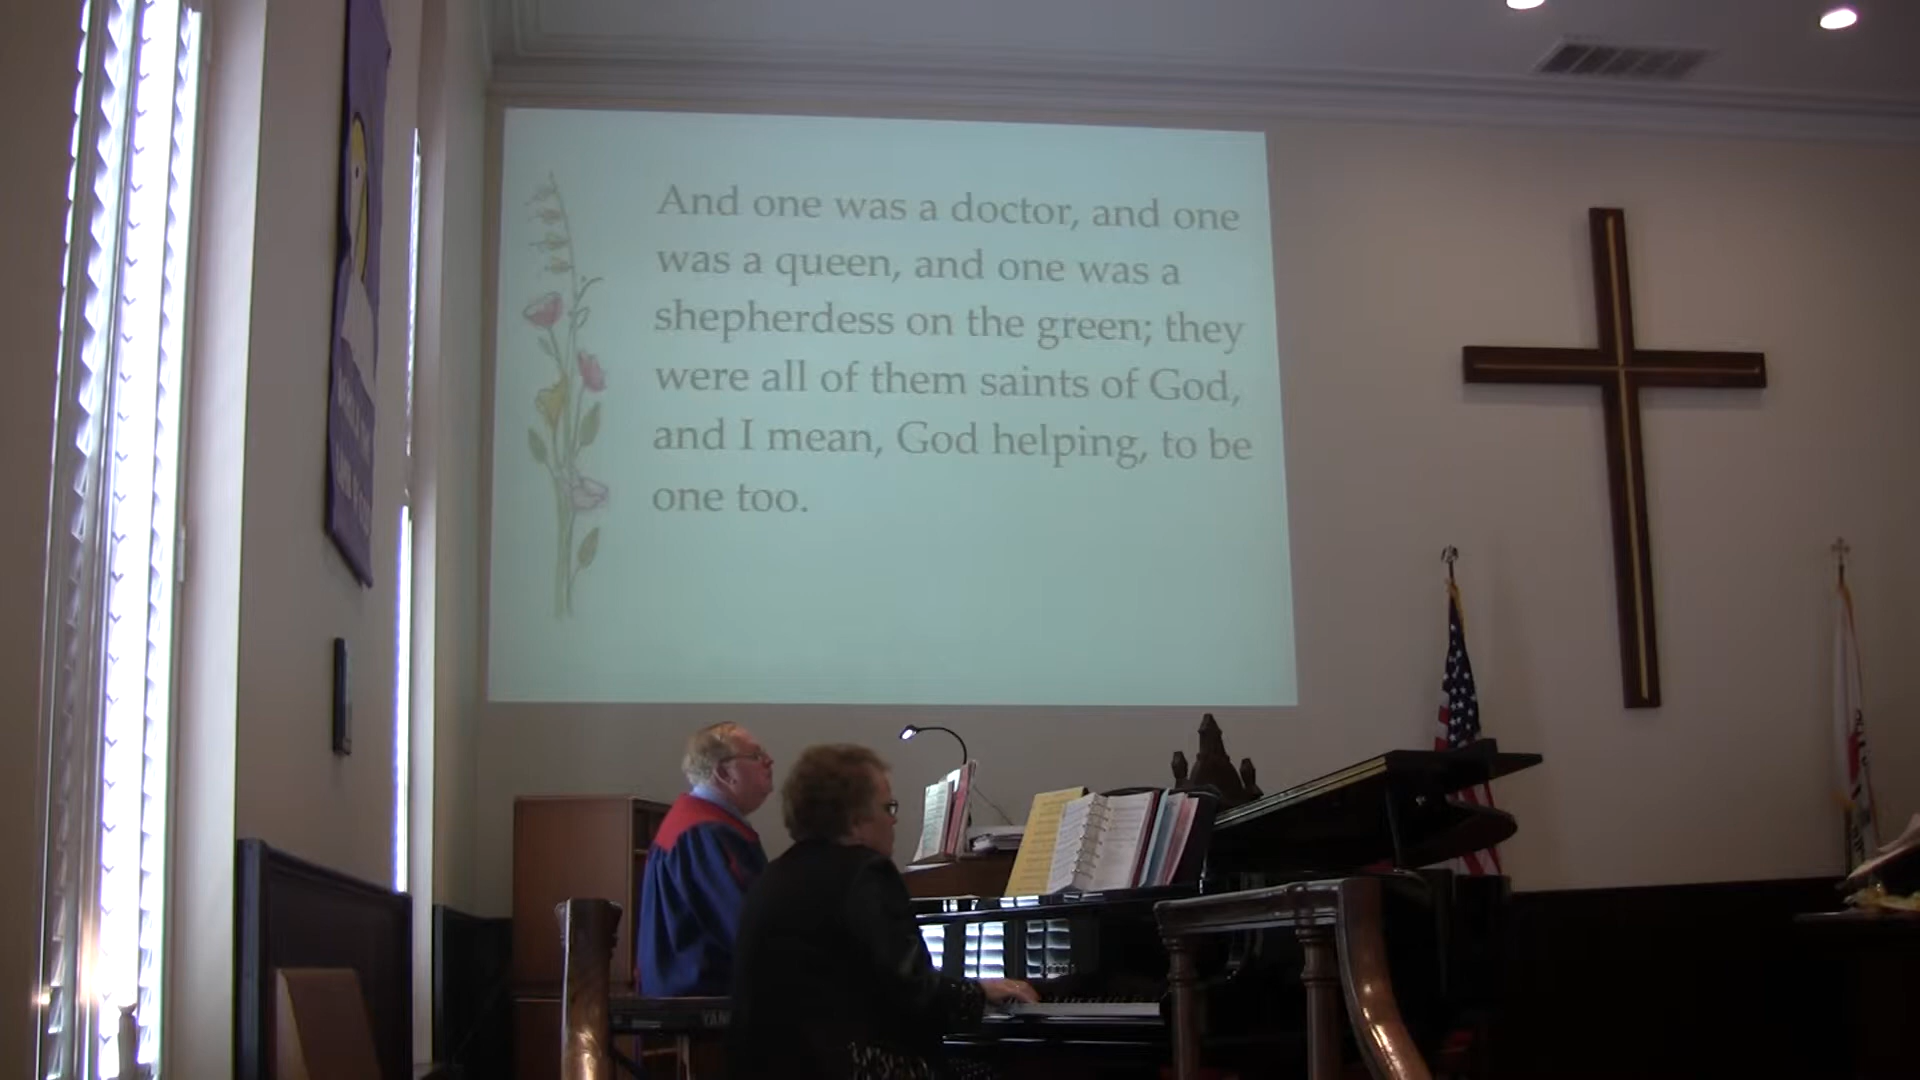 And one was a doctor, and one
was a queen, and one was a
shepherdess on the green; they
were all of them saints of God,
and I mean, God helping, to be
one too.